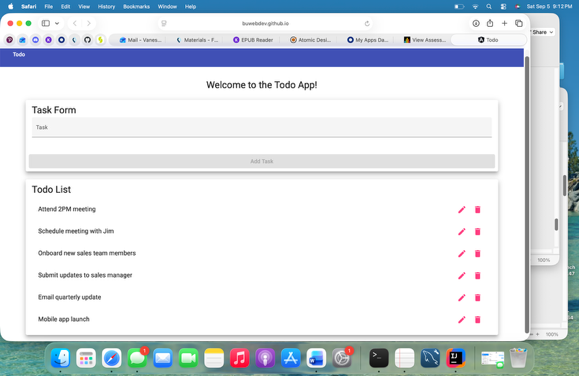 Safari File Edit View History Bookmarks Window Help
Sat Sep 5 9:12 PM
buwebdev.github.io
Share
Mail - Vanes...
Materials - F...
EPUB Reader
Atomic Desi...
My Apps Da...
View Assess...
Todo
Todo
Welcome to the Todo App!
Task Form
Task
Add Task
Todo List
Attend 2PM meeting
Schedule meeting with Jim
Onboard new sales team members
Submit updates to sales manager
Email quarterly update
Mobile app launch
100%
100%
1
1